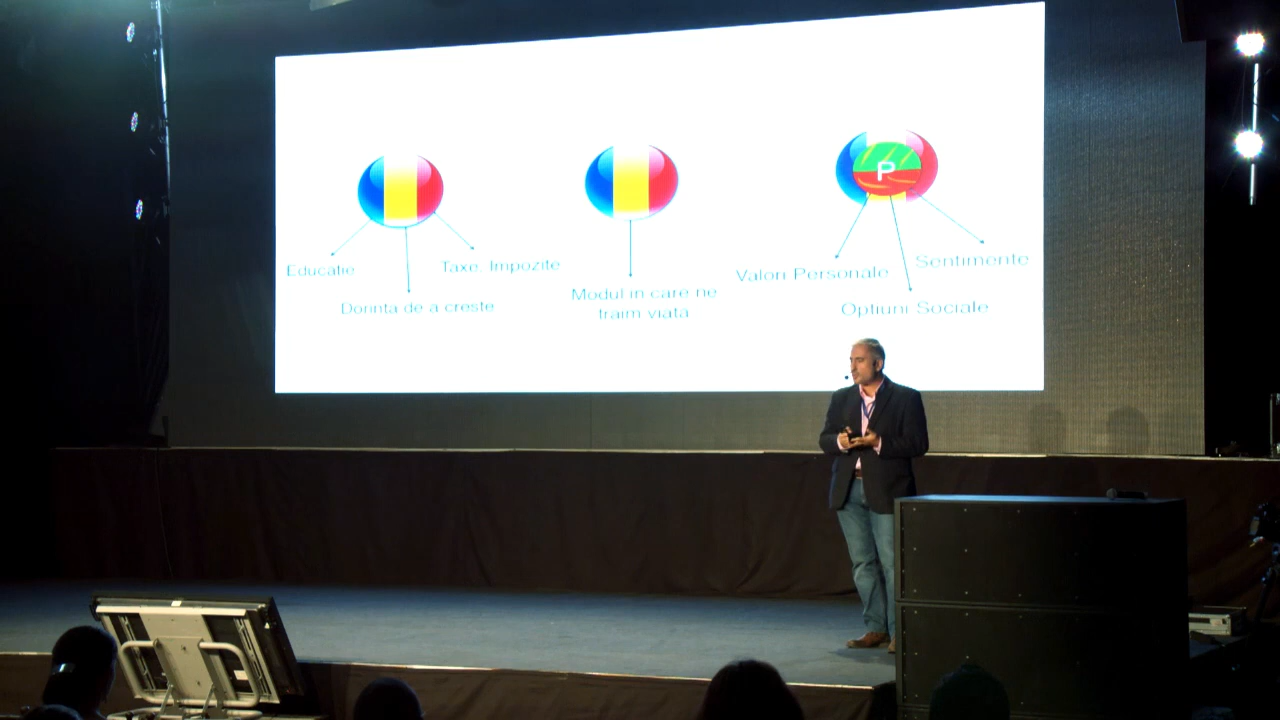 P
Educatie
Taxe. Impozite
Dorinta de a creste
Modul in care ne
traim viata
Valori Personale
Sentimente
Optiuni Sociale